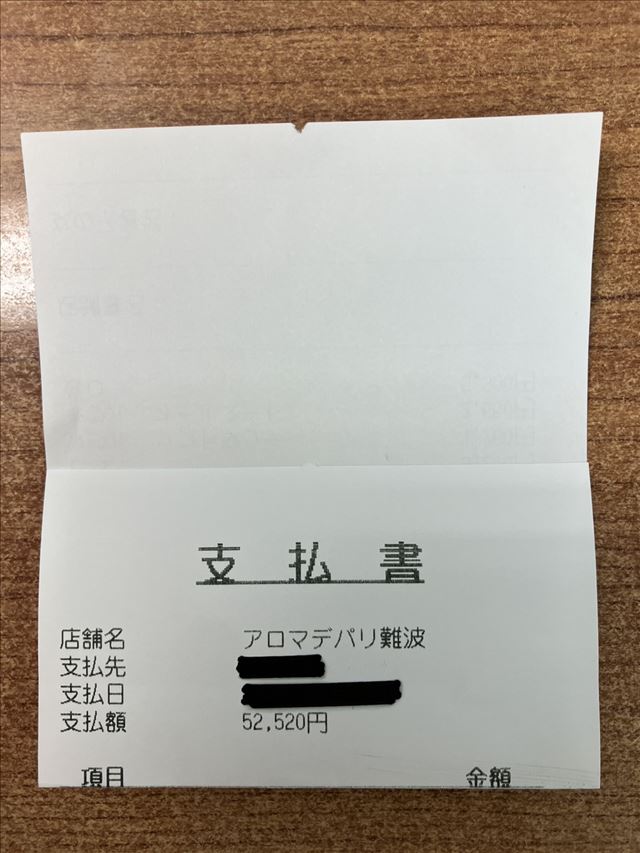 支払書
店舗名 アロマデパリ難波
支払先
支払日
支払額 52,520円
項目 金額